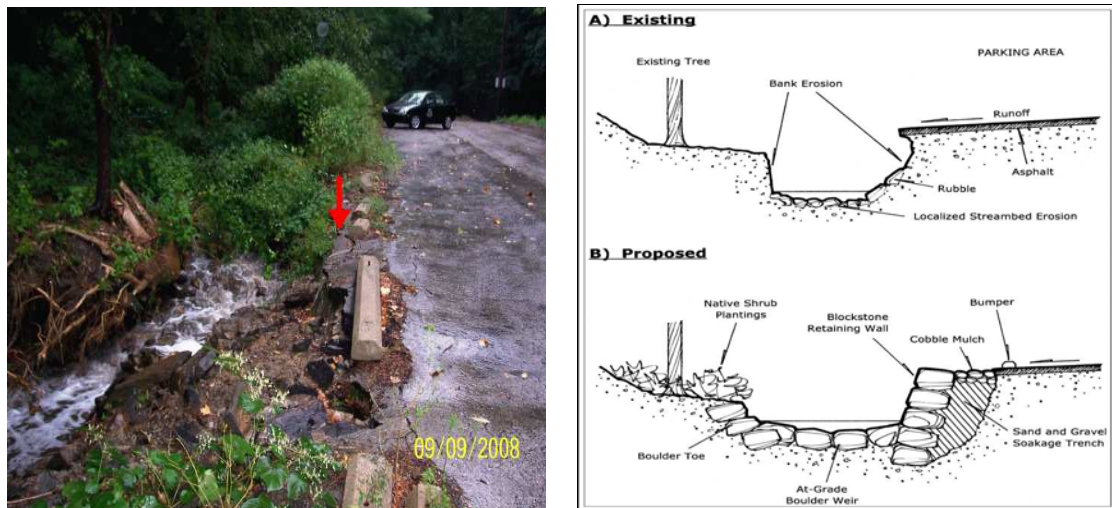 09/09/2008
A) Existing
PARKING AREA
Existing Tree
Bank Erosion
Runoff
Asphalt
Rubble
Localized Streambed Erosion
B) Proposed
Native Shrub
Plantings
Blockstone
Retaining Wall
Bumper
Cobble Mulch
Sand and Gravel
Soakage Trench
Boulder Toe
At-Grade
Boulder Weir